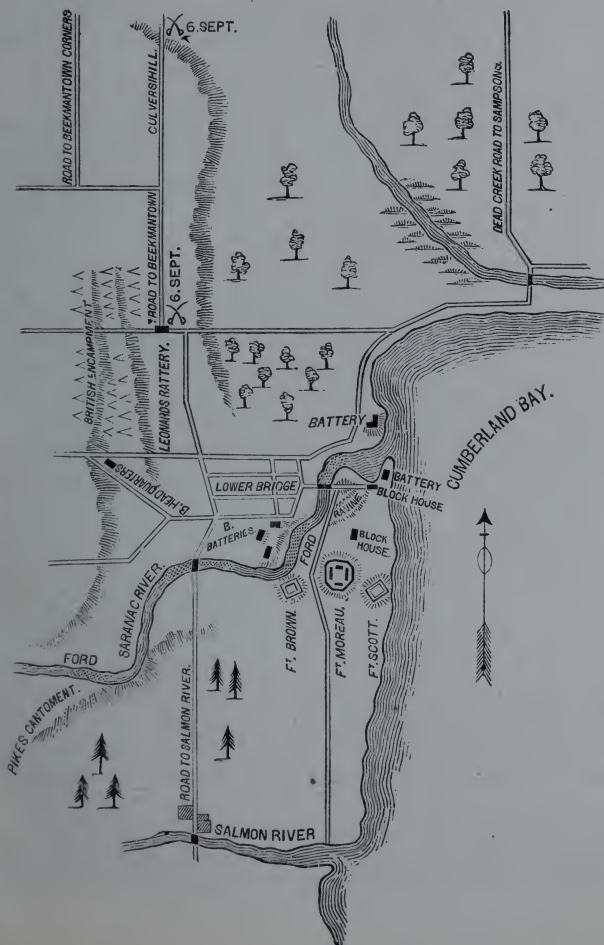 6. SEPT.
ROAD TO BEEKMANTOWN CORNERS
CULVERS HILL.
DEAD CREEK ROAD TO SAMPSONS
ROAD TO BEEKMANTOWN
6. SEPT.
BRITISH ENCAMPMENT
LEONARDS BATTERY.
BATTERY
CUMBERLAND BAY.
B. HEADQUARTERS
LOWER BRIDGE
BATTERY
BLOCK HOUSE
RAVINE
B.
BATTERIES
FORD
BLOCK
HOUSE.
SARANAC RIVER.
FORD
FT. BROWN.
FT. MOREAU.
FT. SCOTT.
PIKES CANTOMENT.
ROAD TO SALMON RIVER.
SALMON RIVER